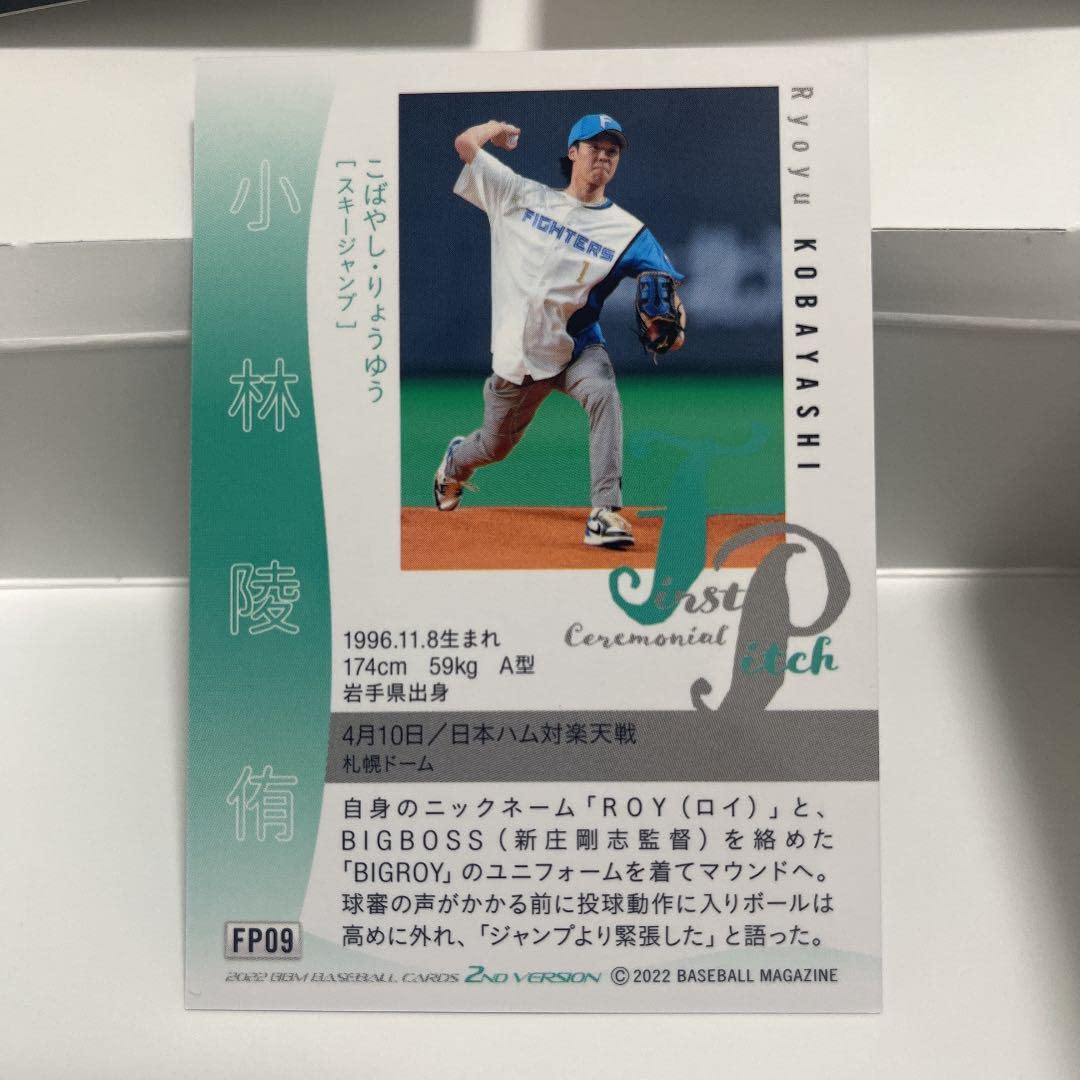 小林陵侑
こばやし・りょうゆう
[スキージャンプ]
Ryoyu KOBAYASHI
F
FIGHTERS
1
First
Ceremonial
Pitch
1996.11.8生まれ
174cm 59kg A型
岩手県出身
4月10日/日本ハム対楽天戦
札幌ドーム
自身のニックネーム「ROY(ロイ)」と、
BIGBOSS(新庄剛志監督)を絡めた
「BIGROY」のユニフォームを着てマウンドへ。
球審の声がかかる前に投球動作に入りボールは
高めに外れ、「ジャンプより緊張した」と語った。
FP09
2022 BBM BASEBALL CARDS 2ND VERSION ©2022 BASEBALL MAGAZINE